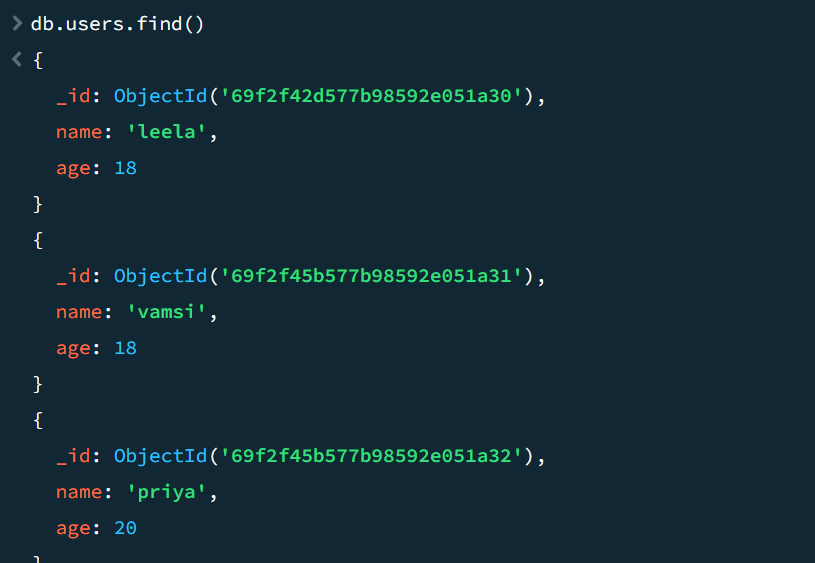 > db.users.find()
< {
_id: ObjectId('69f2f42d577b98592e051a30'),
name: 'leela',
age: 18
}
{
_id: ObjectId('69f2f45b577b98592e051a31'),
name: 'vamsi',
age: 18
}
{
_id: ObjectId('69f2f45b577b98592e051a32'),
name: 'priya',
age: 20
}